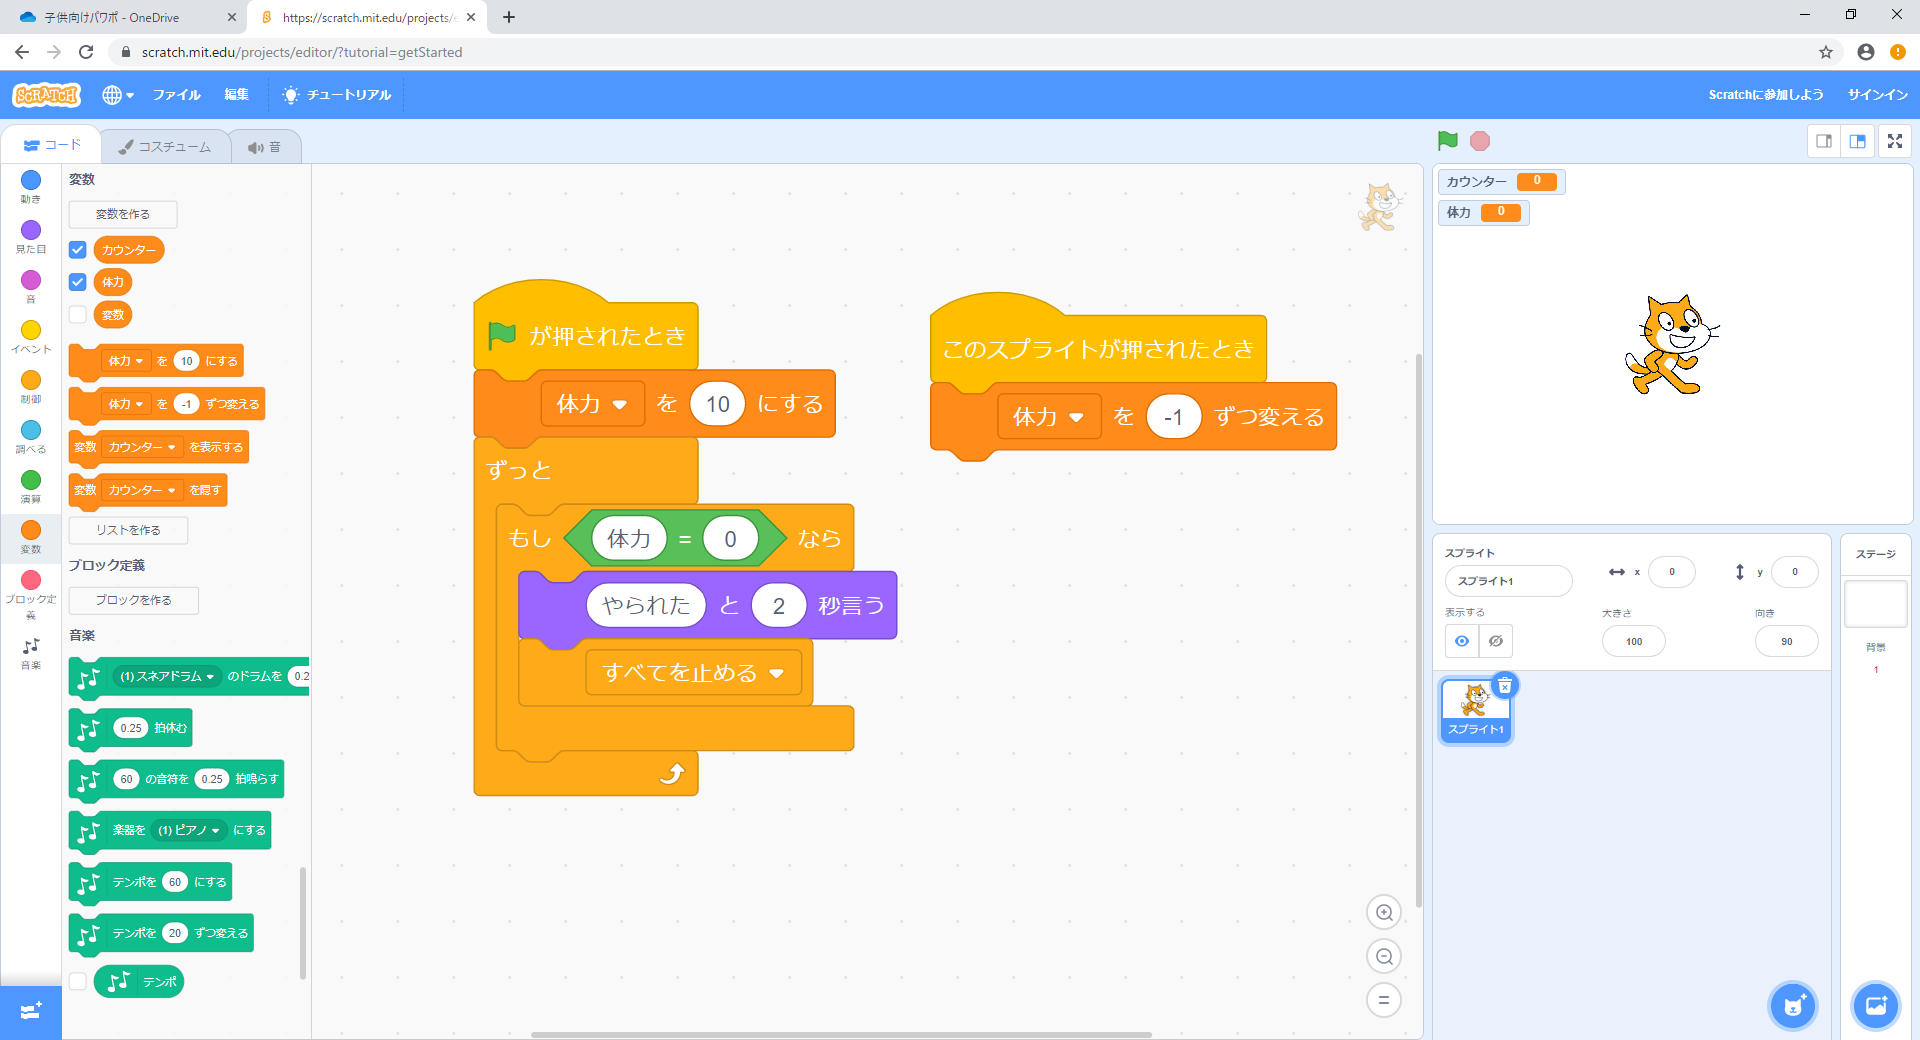 子供向けパワポ - OneDrive
https://scratch.mit.edu/projects/e
scratch.mit.edu/projects/editor/?tutorial=getStarted
SCRATCH
ファイル
編集
チュートリアル
Scratchに参加しよう
サインイン
コード
コスチューム
音
動き
見た目
音
イベント
制御
調べる
演算
変数
ブロック定
義
音楽
変数
変数を作る
カウンター
体力
変数
体力 を 10 にする
体力 を -1 ずつ変える
変数 カウンター を表示する
変数 カウンター を隠す
リストを作る
ブロック定義
ブロックを作る
音楽
(1) スネアドラム のドラムを 0.2
0.25 拍休む
60 の音符を 0.25 拍鳴らす
楽器を (1) ピアノ にする
テンポを 60 にする
テンポを 20 ずつ変える
テンポ
が押されたとき
体力 を 10 にする
ずっと
もし 体力 = 0 なら
やられた と 2 秒言う
すべてを止める
このスプライトが押されたとき
体力 を -1 ずつ変える
カウンター 0
体力 0
スプライト
スプライト1
x 0
y 0
表示する
大きさ
100
向き
90
スプライト1
ステージ
背景
1